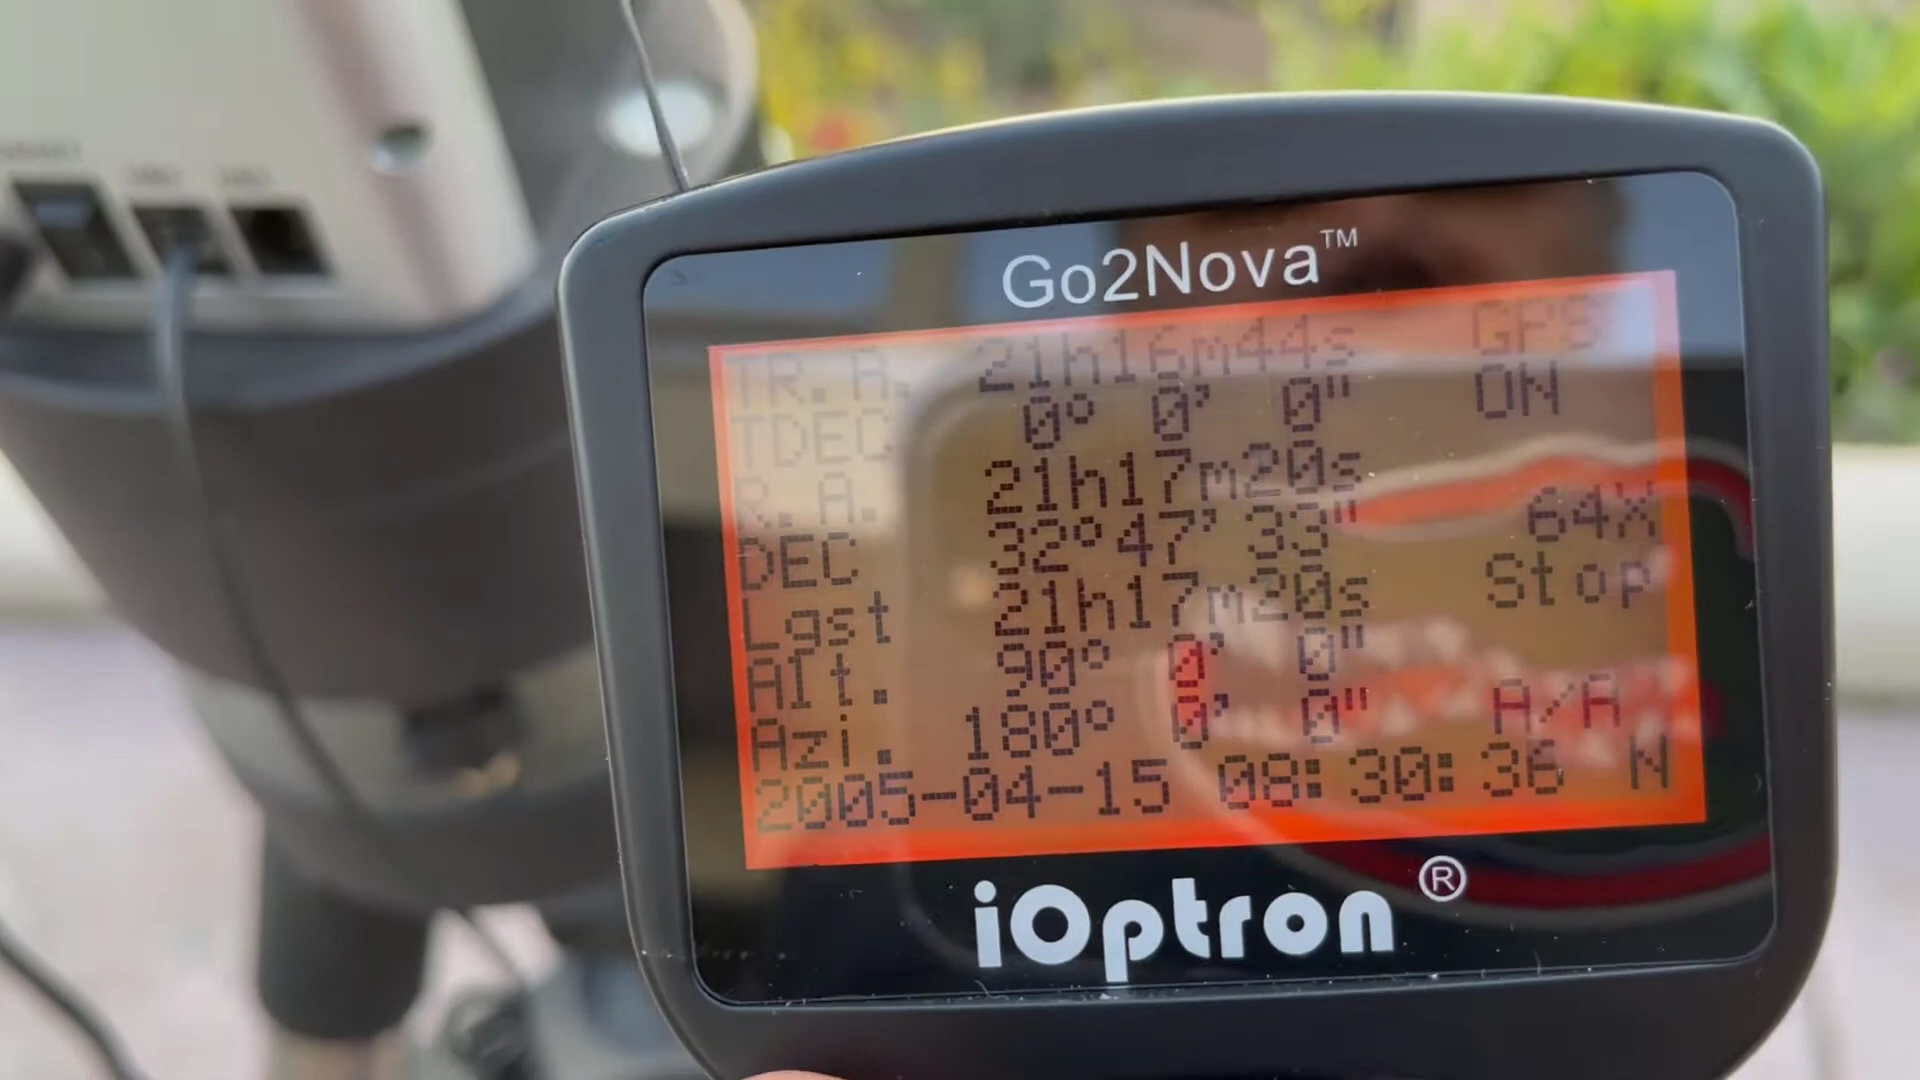 Go2Nova™
TR.A. 21h16m44s GPS
TDEC 0° 0' 0" ON
R.A. 21h17m20s
DEC 32°47'33" 64X
Lgst 21h17m20s Stop
Alt. 90° 0' 0"
Azi. 180° 0' 0" A/A
2005-04-15 08:30:36 N
iOptron®